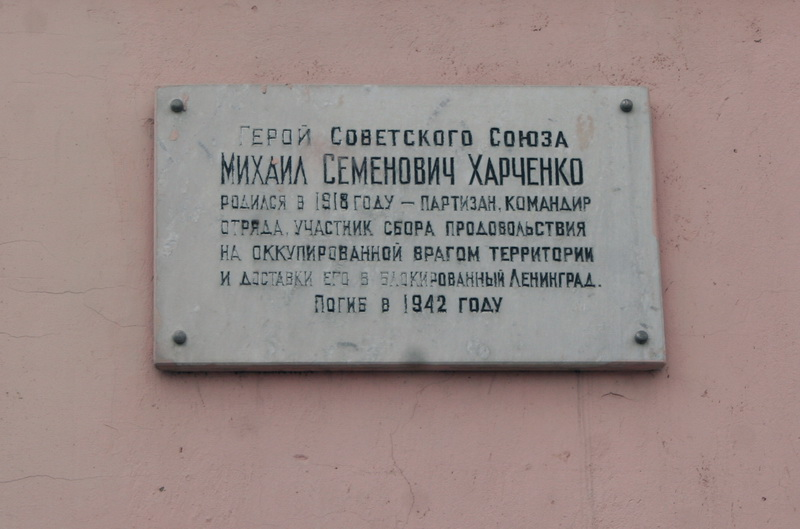 Герой Советского Союза
Михаил Семенович Харченко
родился в 1918 году – партизан, командир
отряда, участник сбора продовольствия
на оккупированной врагом территории
и доставки его в блокированный Ленинград.
Погиб в 1942 году